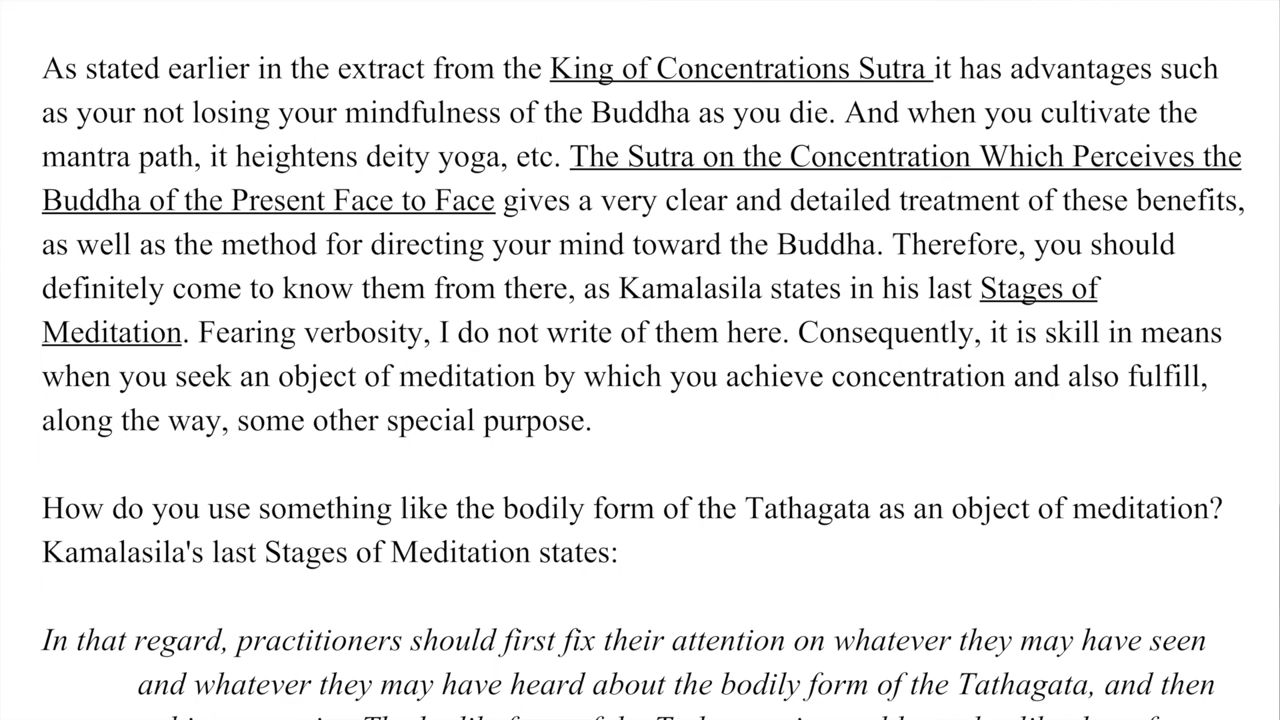 As stated earlier in the extract from the King of Concentrations Sutra it has advantages such
as your not losing your mindfulness of the Buddha as you die. And when you cultivate the
mantra path, it heightens deity yoga, etc. The Sutra on the Concentration Which Perceives the
Buddha of the Present Face to Face gives a very clear and detailed treatment of these benefits,
as well as the method for directing your mind toward the Buddha. Therefore, you should
definitely come to know them from there, as Kamalasila states in his last Stages of
Meditation. Fearing verbosity, I do not write of them here. Consequently, it is skill in means
when you seek an object of meditation by which you achieve concentration and also fulfill,
along the way, some other special purpose.
How do you use something like the bodily form of the Tathagata as an object of meditation?
Kamalasila's last Stages of Meditation states:
In that regard, practitioners should first fix their attention on whatever they may have seen
and whatever they may have heard about the bodily form of the Tathagata, and then